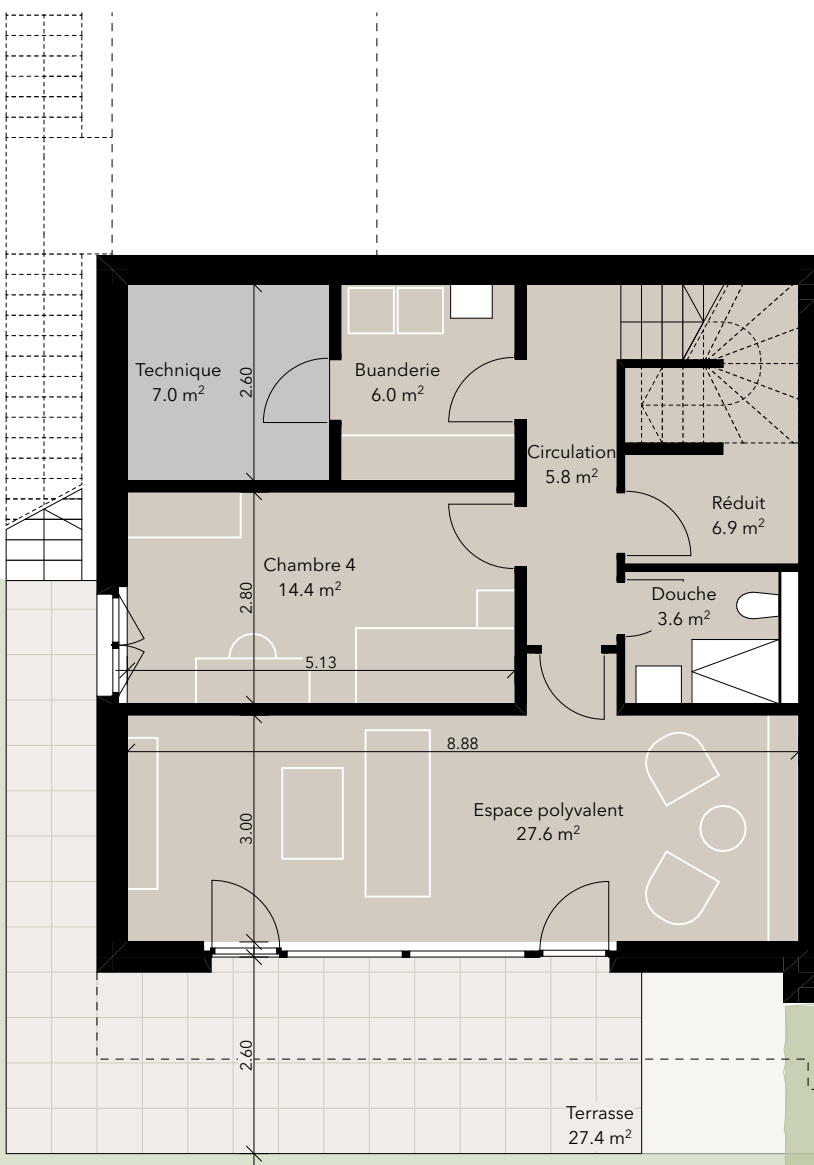 Technique
7.0 m²
2.60
Buanderie
6.0 m²
Circulation
5.8 m²
Réduit
6.9 m²
Chambre 4
14.4 m²
2.80
5.13
Douche
3.6 m²
8.88
Espace polyvalent
27.6 m²
3.00
2.60
Terrasse
27.4 m²